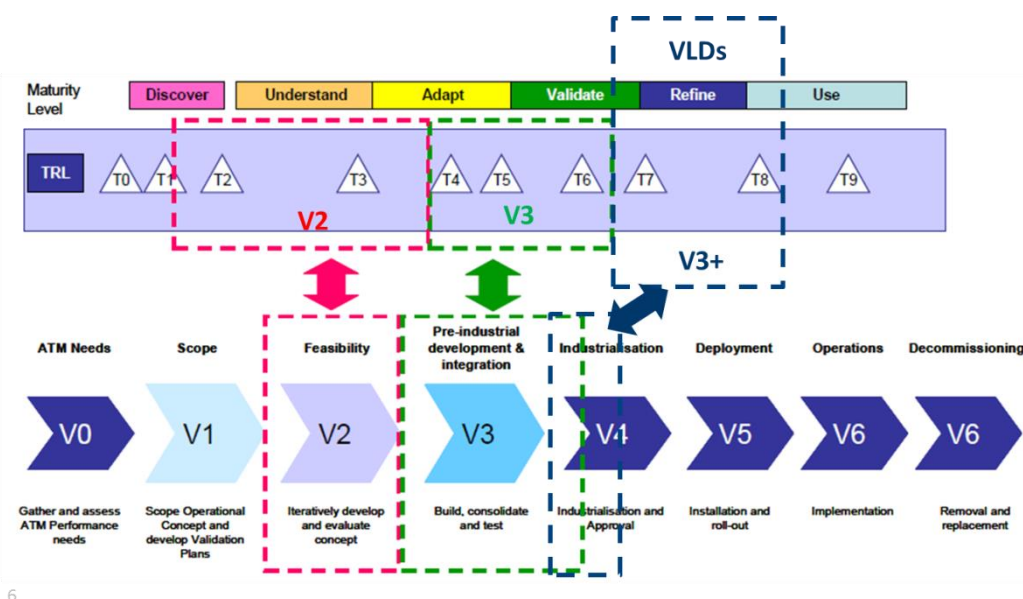 VLDs
Maturity
Level
Discover
Understand
Adapt
Validate
Refine
Use
TRL
T0
T1
T2
T3
T4
T5
T6
T7
T8
T9
V2
V3
V3+
ATM Needs
Scope
Feasibility
Pre-industrial
development &
integration
Industrialisation
Deployment
Operations
Decommissioning
V0
V1
V2
V3
V4
V5
V6
V6
Gather and assess
ATM Performance
needs
Scope Operational
Concept and
develop Validation
Plans
Iteratively develop
and evaluate
concept
Build, consolidate
and test
Industrialisation and
Approval
Installation and
roll-out
Implementation
Removal and
replacement
6